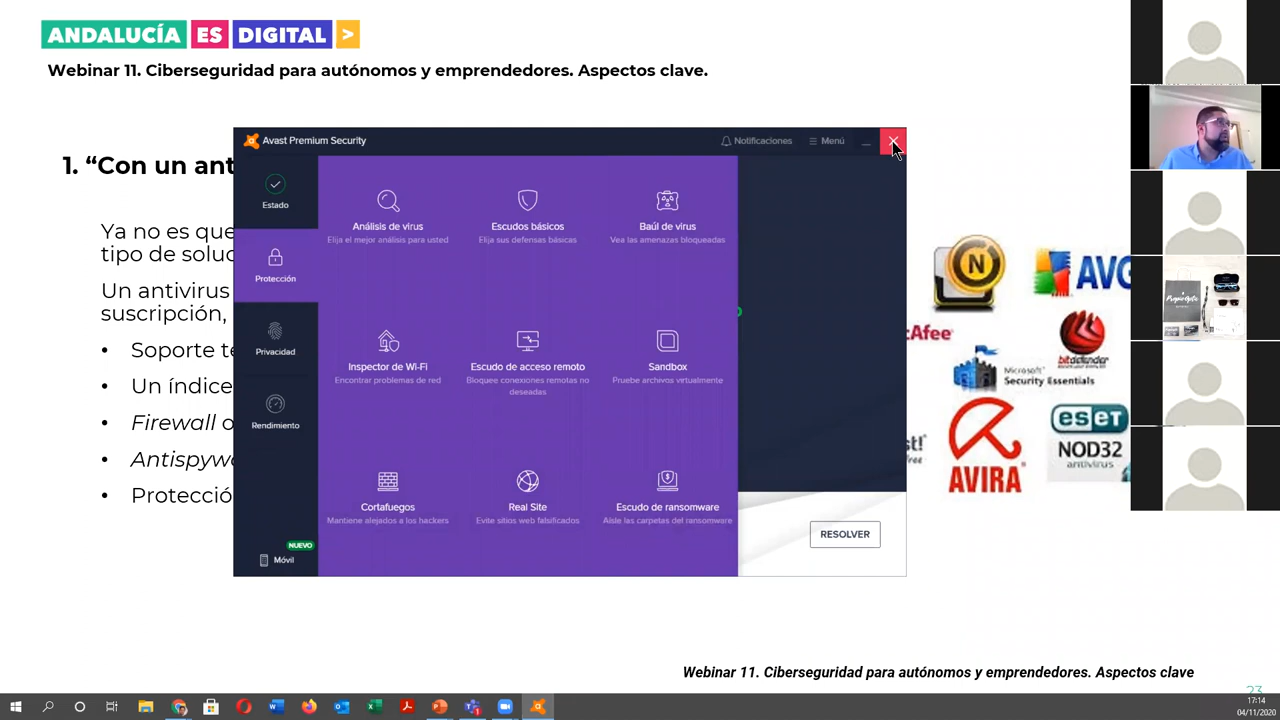 ANDALUCÍA ES DIGITAL >
Webinar 11. Ciberseguridad para autónomos y emprendedores. Aspectos clave.
Avast Premium Security
Notificaciones
Menú
1. “Con un ant
Estado
Análisis de virus
Elija el mejor análisis para usted
Escudos básicos
Elija sus defensas básicas
Baúl de virus
Vea las amenazas bloqueadas
Ya no es que
tipo de soluc
Protección
Un antivirus
suscripción,
Privacidad
Inspector de Wi-Fi
Encontrar problemas de red
Escudo de acceso remoto
Bloquee conexiones remotas no
deseadas
Sandbox
Pruebe archivos virtualmente
• Soporte te
• Un índice
• Firewall o
• Antispywa
• Protecció
Rendimiento
Cortafuegos
Mantiene alejados a los hackers
Real Site
Evite sitios web falsificados
Escudo de ransomware
Aísle las carpetas del ransomware
NUEVO
Móvil
RESOLVER
N
AVG
cAfee
bitdefender
Microsoft
Security Essentials
st!
free
AVIRA
eset
NOD32
antivirus
Webinar 11. Ciberseguridad para autónomos y emprendedores. Aspectos clave
23
17:14
04/11/2020